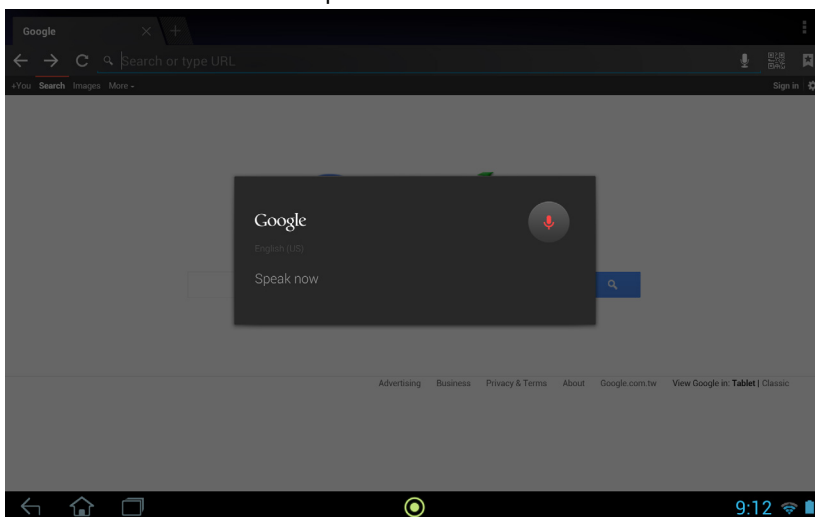 Google
Search or type URL
+You Search Images More
Sign in
Google
English (US)
Speak now
Advertising Business Privacy & Terms About Google.com.tw View Google in: Tablet | Classic
9:12